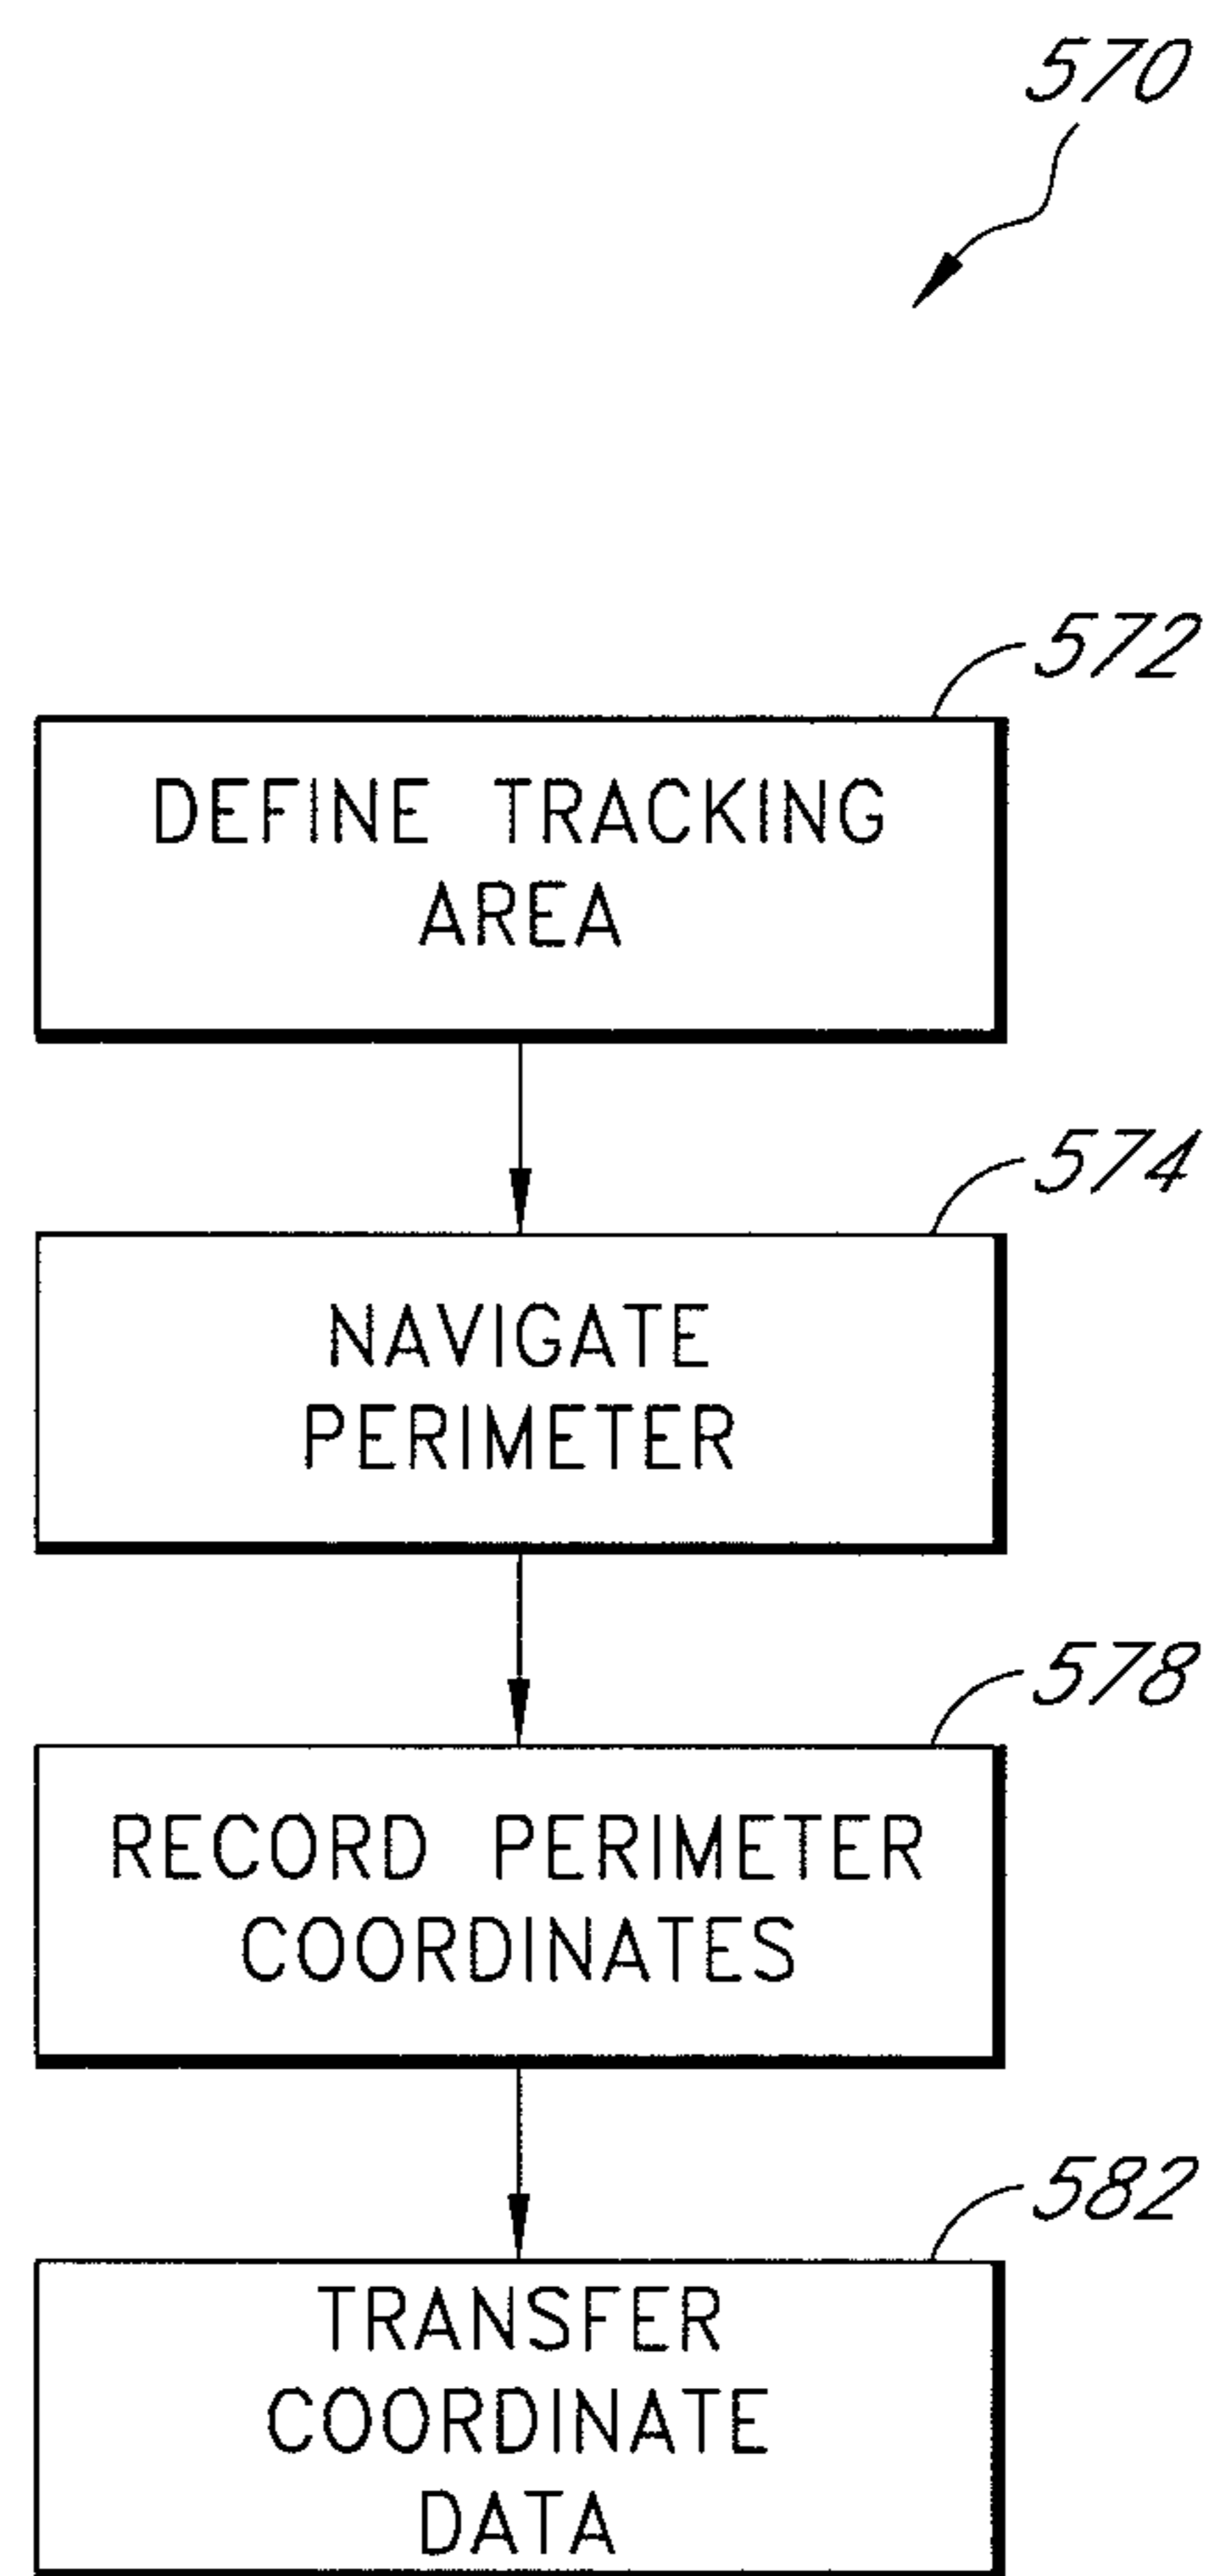 570
572
DEFINE TRACKING
AREA
574
NAVIGATE
PERIMETER
578
RECORD PERIMETER
COORDINATES
582
TRANSFER
COORDINATE
DATA